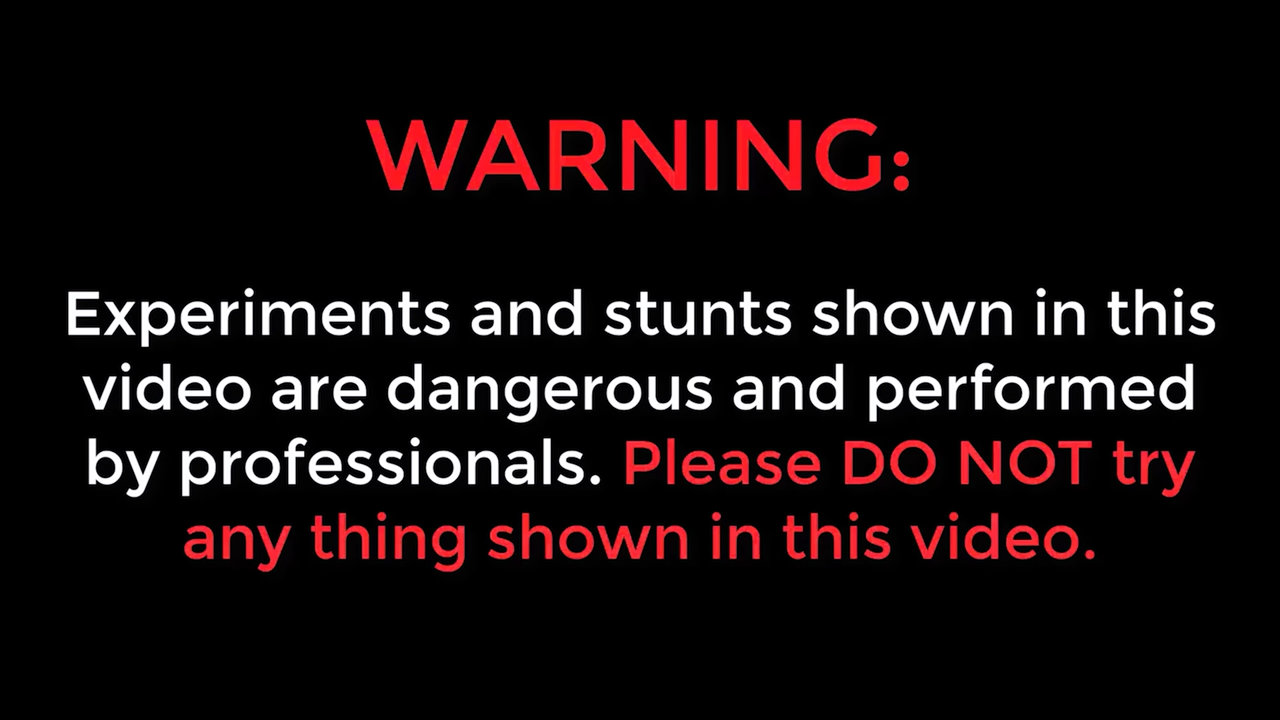 WARNING:
Experiments and stunts shown in this
video are dangerous and performed
by professionals. Please DO NOT try
any thing shown in this video.